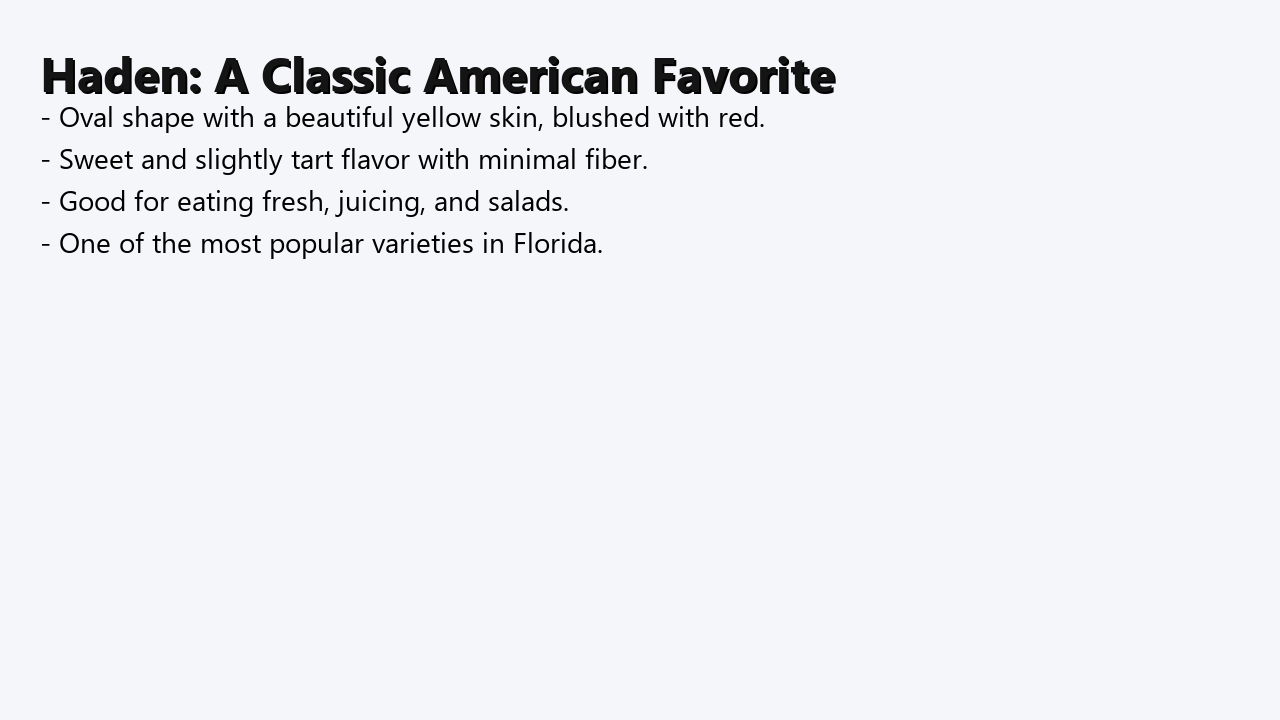 Haden: A Classic American Favorite
- Oval shape with a beautiful yellow skin, blushed with red.
- Sweet and slightly tart flavor with minimal fiber.
- Good for eating fresh, juicing, and salads.
- One of the most popular varieties in Florida.